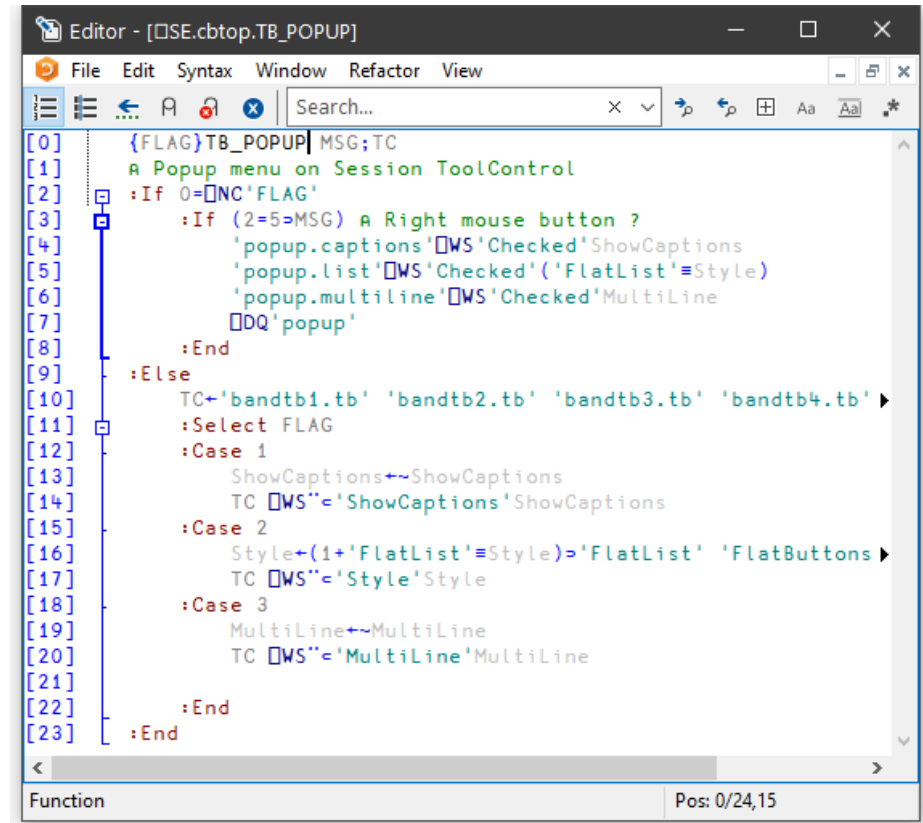 Editor - [⎕SE.cbtop.TB_POPUP]
File Edit Syntax Window Refactor View
Search...
[0] {FLAG}TB_POPUP MSG;TC
[1] ⍝ Popup menu on Session ToolControl
[2] :If 0=⎕NC'FLAG'
[3] :If (2=5⊃MSG) ⍝ Right mouse button ?
[4] 'popup.captions'⎕WS'Checked'ShowCaptions
[5] 'popup.list'⎕WS'Checked'('FlatList'≡Style)
[6] 'popup.multiline'⎕WS'Checked'MultiLine
[7] ⎕DQ'popup'
[8] :End
[9] :Else
[10] TC←'bandtb1.tb' 'bandtb2.tb' 'bandtb3.tb' 'bandtb4.tb'
[11] :Select FLAG
[12] :Case 1
[13] ShowCaptions←~ShowCaptions
[14] TC ⎕WS¨⊂'ShowCaptions'ShowCaptions
[15] :Case 2
[16] Style←(1+'FlatList'≡Style)⊃'FlatList' 'FlatButtons
[17] TC ⎕WS¨⊂'Style'Style
[18] :Case 3
[19] MultiLine←~MultiLine
[20] TC ⎕WS¨⊂'MultiLine'MultiLine
[21]
[22] :End
[23] :End
Function Pos: 0/24,15